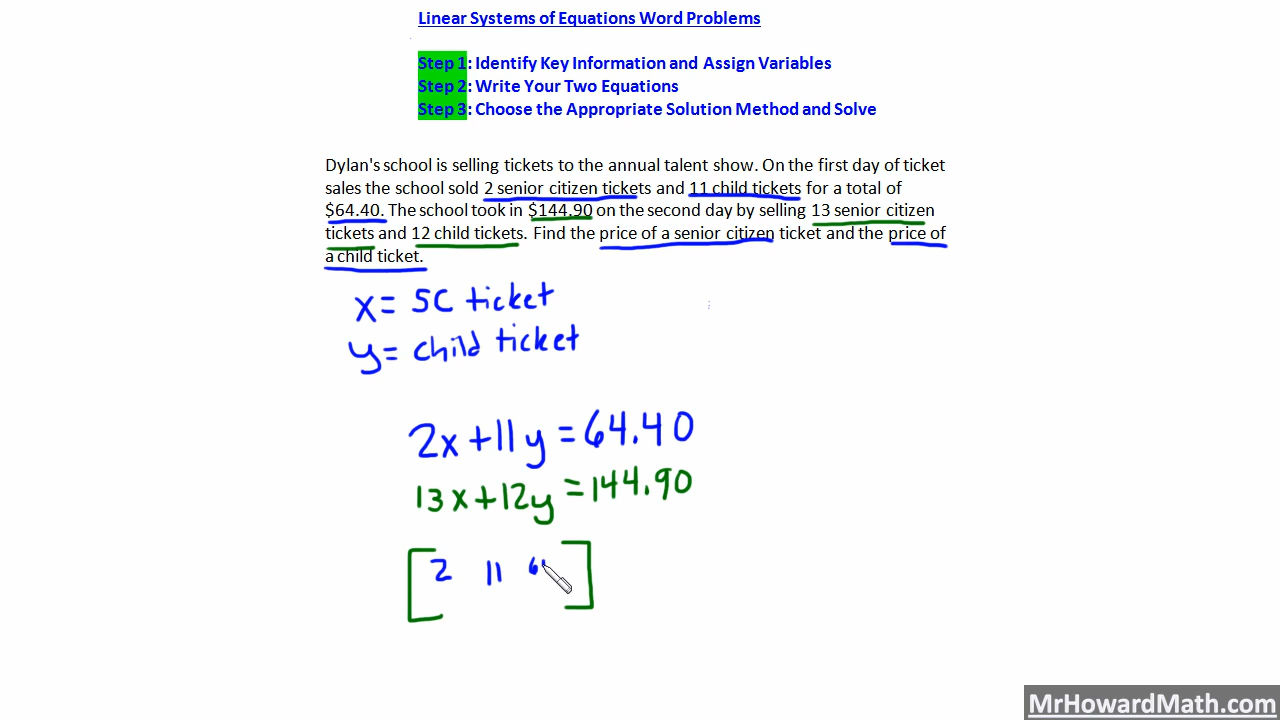 Linear Systems of Equations Word Problems
Step 1: Identify Key Information and Assign Variables
Step 2: Write Your Two Equations
Step 3: Choose the Appropriate Solution Method and Solve
Dylan's school is selling tickets to the annual talent show. On the first day of ticket
sales the school sold 2 senior citizen tickets and 11 child tickets for a total of
$64.40. The school took in $144.90 on the second day by selling 13 senior citizen
tickets and 12 child tickets. Find the price of a senior citizen ticket and the price of
a child ticket.
x= SC ticket
y= child ticket
2x+11y=64.40
13x+12y=144.90
[2 11 6 ]
MrHowardMath.com